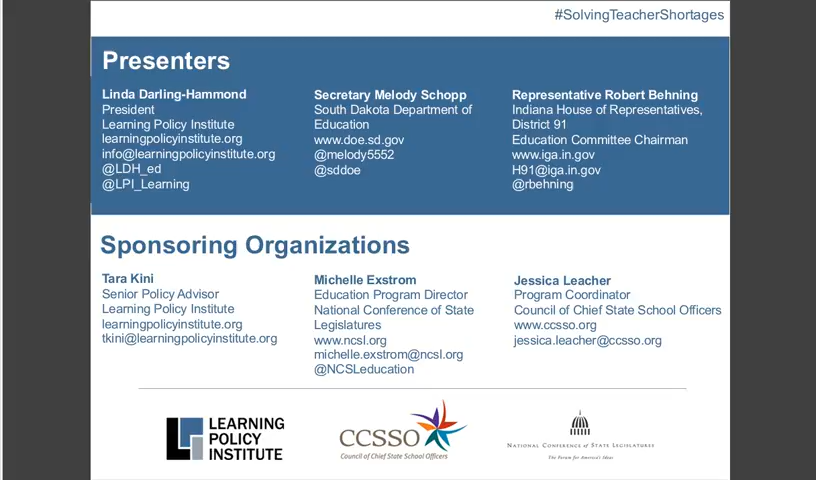 #SolvingTeacherShortages
Presenters
Linda Darling-Hammond
President
Learning Policy Institute
learningpolicyinstitute.org
info@learningpolicyinstitute.org
@LDH_ed
@LPI_Learning
Secretary Melody Schopp
South Dakota Department of
Education
www.doe.sd.gov
@melody5552
@sddoe
Representative Robert Behning
Indiana House of Representatives,
District 91
Education Committee Chairman
www.iga.in.gov
H91@iga.in.gov
@rbehning
Sponsoring Organizations
Tara Kini
Senior Policy Advisor
Learning Policy Institute
learningpolicyinstitute.org
tkini@learningpolicyinstitute.org
Michelle Exstrom
Education Program Director
National Conference of State
Legislatures
www.ncsl.org
michelle.exstrom@ncsl.org
@NCSLeducation
Jessica Leacher
Program Coordinator
Council of Chief State School Officers
www.ccsso.org
jessica.leacher@ccsso.org
LEARNING
POLICY
INSTITUTE
CCSSO
Council of Chief State School Officers
NATIONAL CONFERENCE of STATE LEGISLATURES
The Forum for America's Ideas